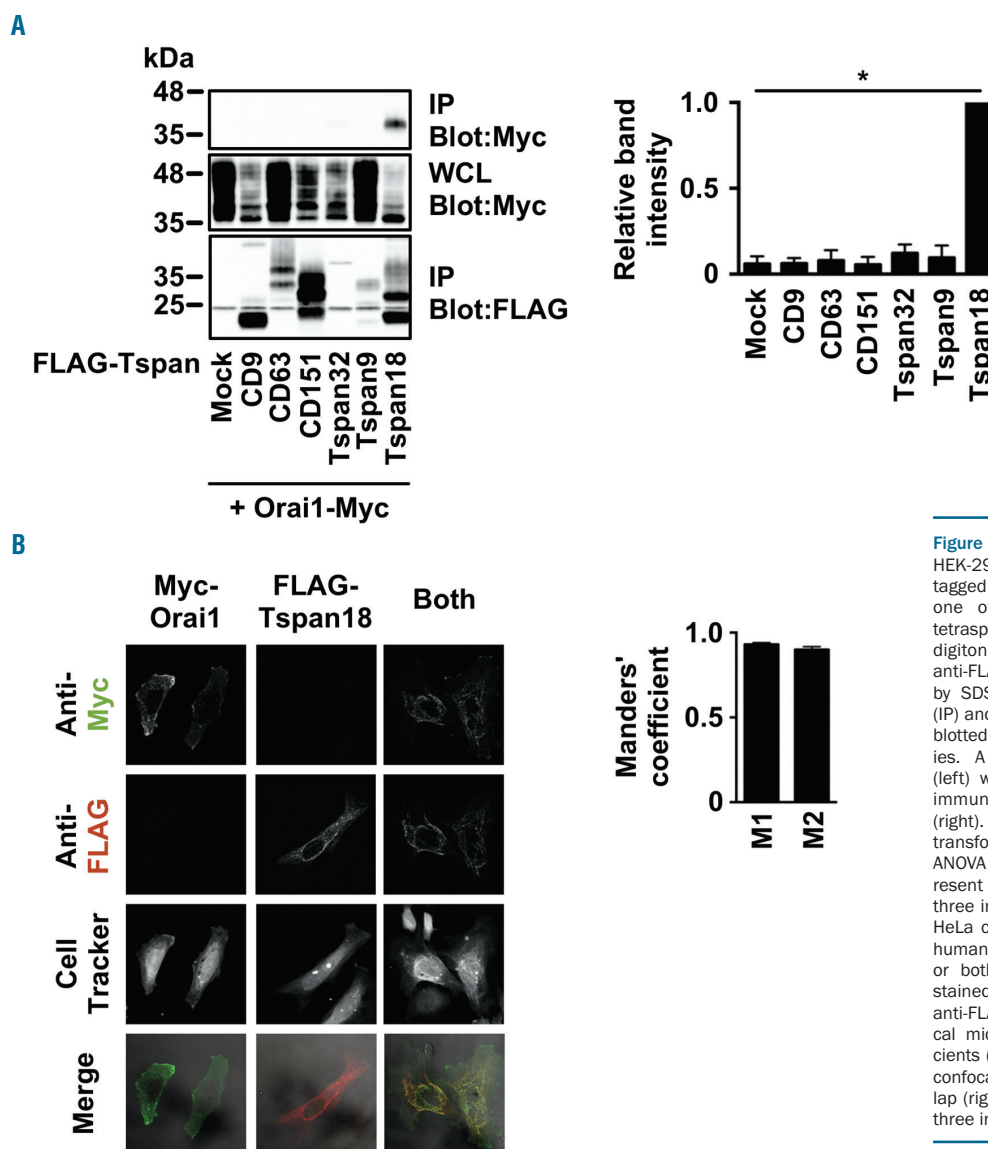 A
kDa
48
35
IP
Blot:Myc
48
35
WCL
Blot:Myc
35
25
IP
Blot:FLAG
FLAG-Tspan
Mock
CD9
CD63
CD151
Tspan32
Tspan9
Tspan18
+ Orai1-Myc
*
Relative band
intensity
1.0
0.5
0
Mock
CD9
CD63
CD151
Tspan32
Tspan9
Tspan18
B
Myc-
Orai1
FLAG-
Tspan18
Both
Anti-
Myc
Anti-
FLAG
Cell
Tracker
Merge
Manders'
coefficient
1.0
0.5
0
M1
M2
Figure
HEK-29
tagged
one o
tetrasp
digiton
anti-FLA
by SDS
(IP) and
blotted
ies. A
(left) w
immun
(right).
transfo
ANOVA
resent
three in
HeLa c
human
or both
stained
anti-FLA
cal mic
cients (
confoca
lap (rig
three in